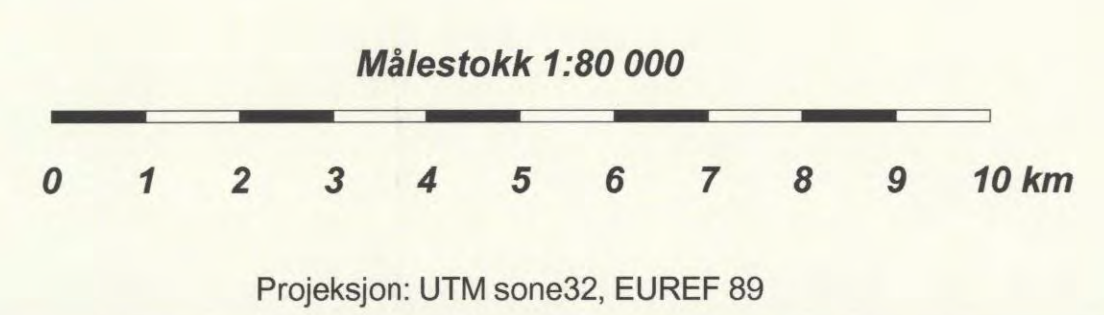 Målestokk 1:80 000
0 1 2 3 4 5 6 7 8 9 10 km
Projeksjon: UTM sone32, EUREF 89